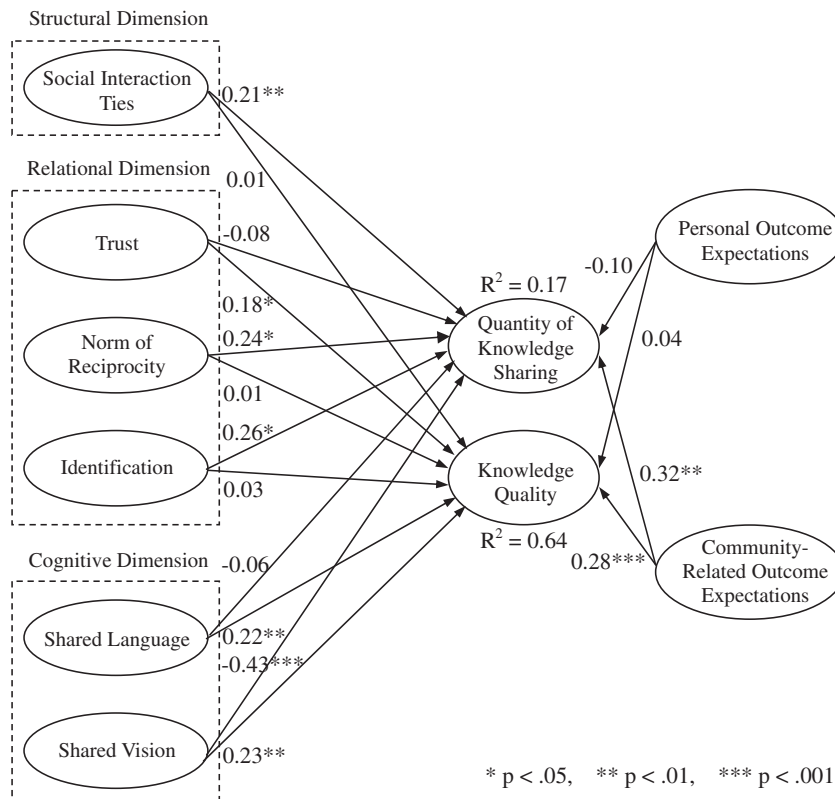 Structural Dimension
Social Interaction
Ties
0.21**
0.01
Relational Dimension
Trust
-0.08
0.18*
Norm of
Reciprocity
0.24*
0.01
Identification
0.26*
0.03
Cognitive Dimension
Shared Language
-0.06
0.22**
Shared Vision
-0.43***
0.23**
R² = 0.17
Quantity of
Knowledge
Sharing
Knowledge
Quality
R² = 0.64
Personal Outcome
Expectations
-0.10
0.04
0.32**
0.28***
Community-
Related Outcome
Expectations
* p < .05, ** p < .01, *** p < .001